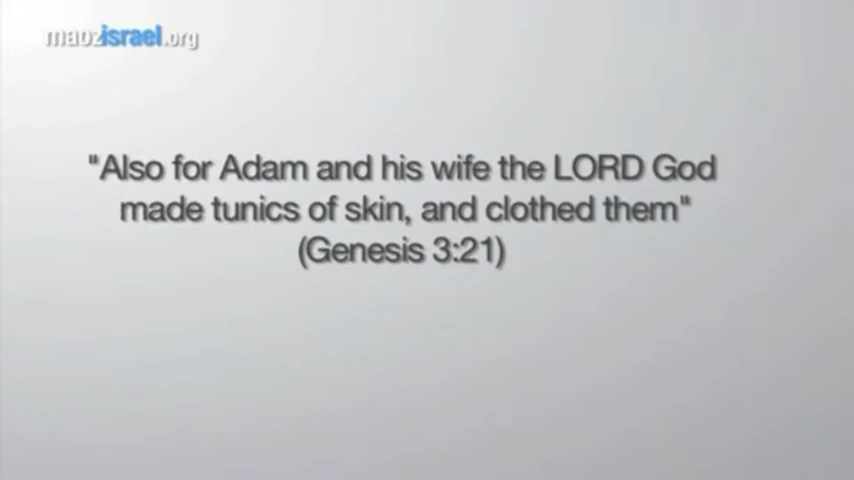 maozisrael.org
"Also for Adam and his wife the LORD God
made tunics of skin, and clothed them"
(Genesis 3:21)